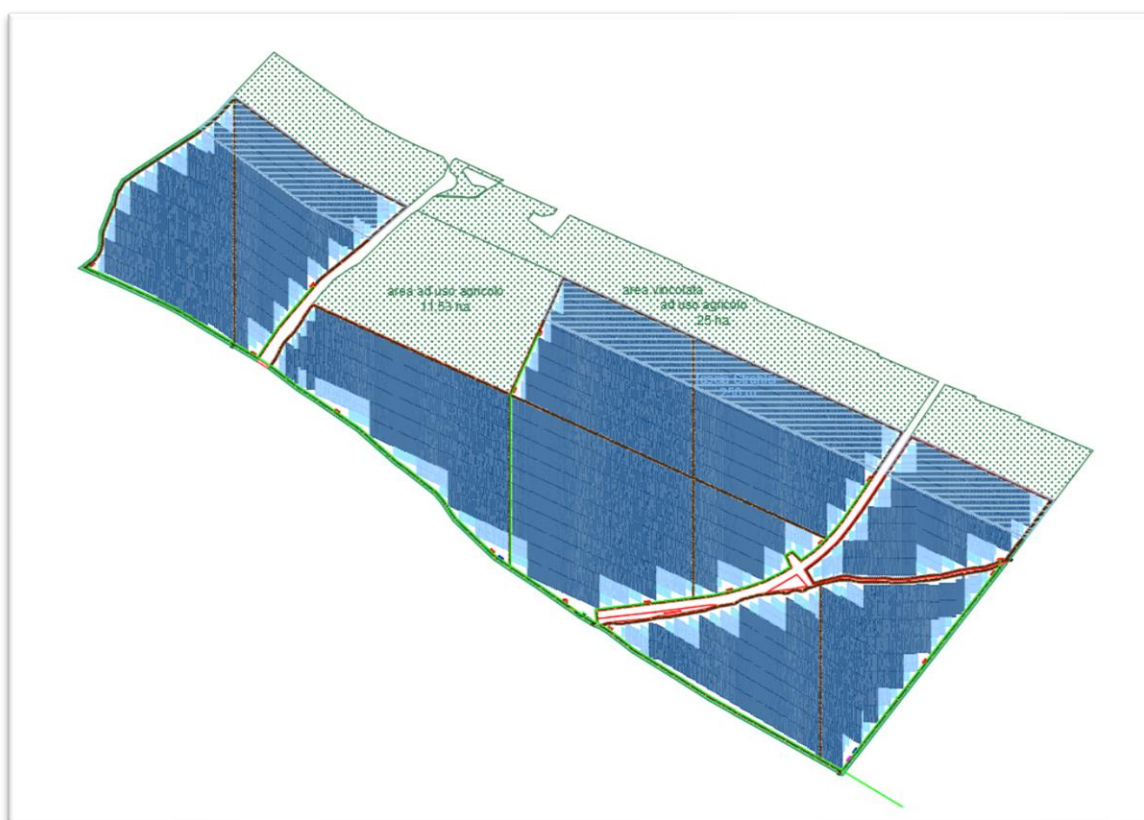 area ad uso agricolo
11.53 ha
area vincolata
ad uso agricolo
25 ha